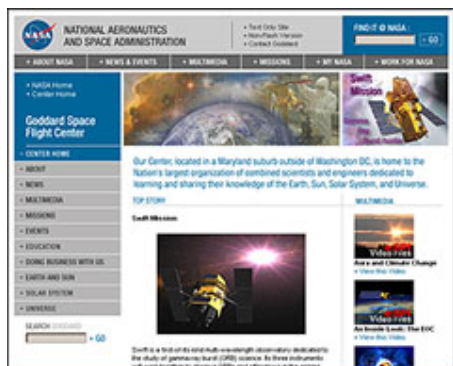 NASA
NATIONAL AERONAUTICS
AND SPACE ADMINISTRATION
+ Text Only Site
+ Non-Flash Version
+ Contact Goddard
FIND IT @ NASA :
+ GO
+ ABOUT NASA
+ NEWS & EVENTS
+ MULTIMEDIA
+ MISSIONS
+ MY NASA
+ WORK FOR NASA
+ NASA Home
+ Center Home
Goddard Space
Flight Center
- CENTER HOME
+ ABOUT
+ NEWS
+ MULTIMEDIA
+ MISSIONS
+ EVENTS
+ EDUCATION
+ DOING BUSINESS WITH US
+ EARTH AND SUN
+ SOLAR SYSTEM
+ UNIVERSE
SEARCH GODDARD
+ GO
Swift
Mission
Our Center, located in a Maryland suburb outside of Washington DC, is home to the
Nation's largest organization of combined scientists and engineers dedicated to
learning and sharing their knowledge of the Earth, Sun, Solar System, and Universe.
TOP STORY
Swift Mission
Swift is a first of its kind multi-wavelength observatory dedicated to
the study of gamma ray burst (GRB) science. Its three instruments
MULTIMEDIA
Video Files
Aura and Climate Change
+ View this Video
Video Files
An Inside Look: The EOC
+ View this Video